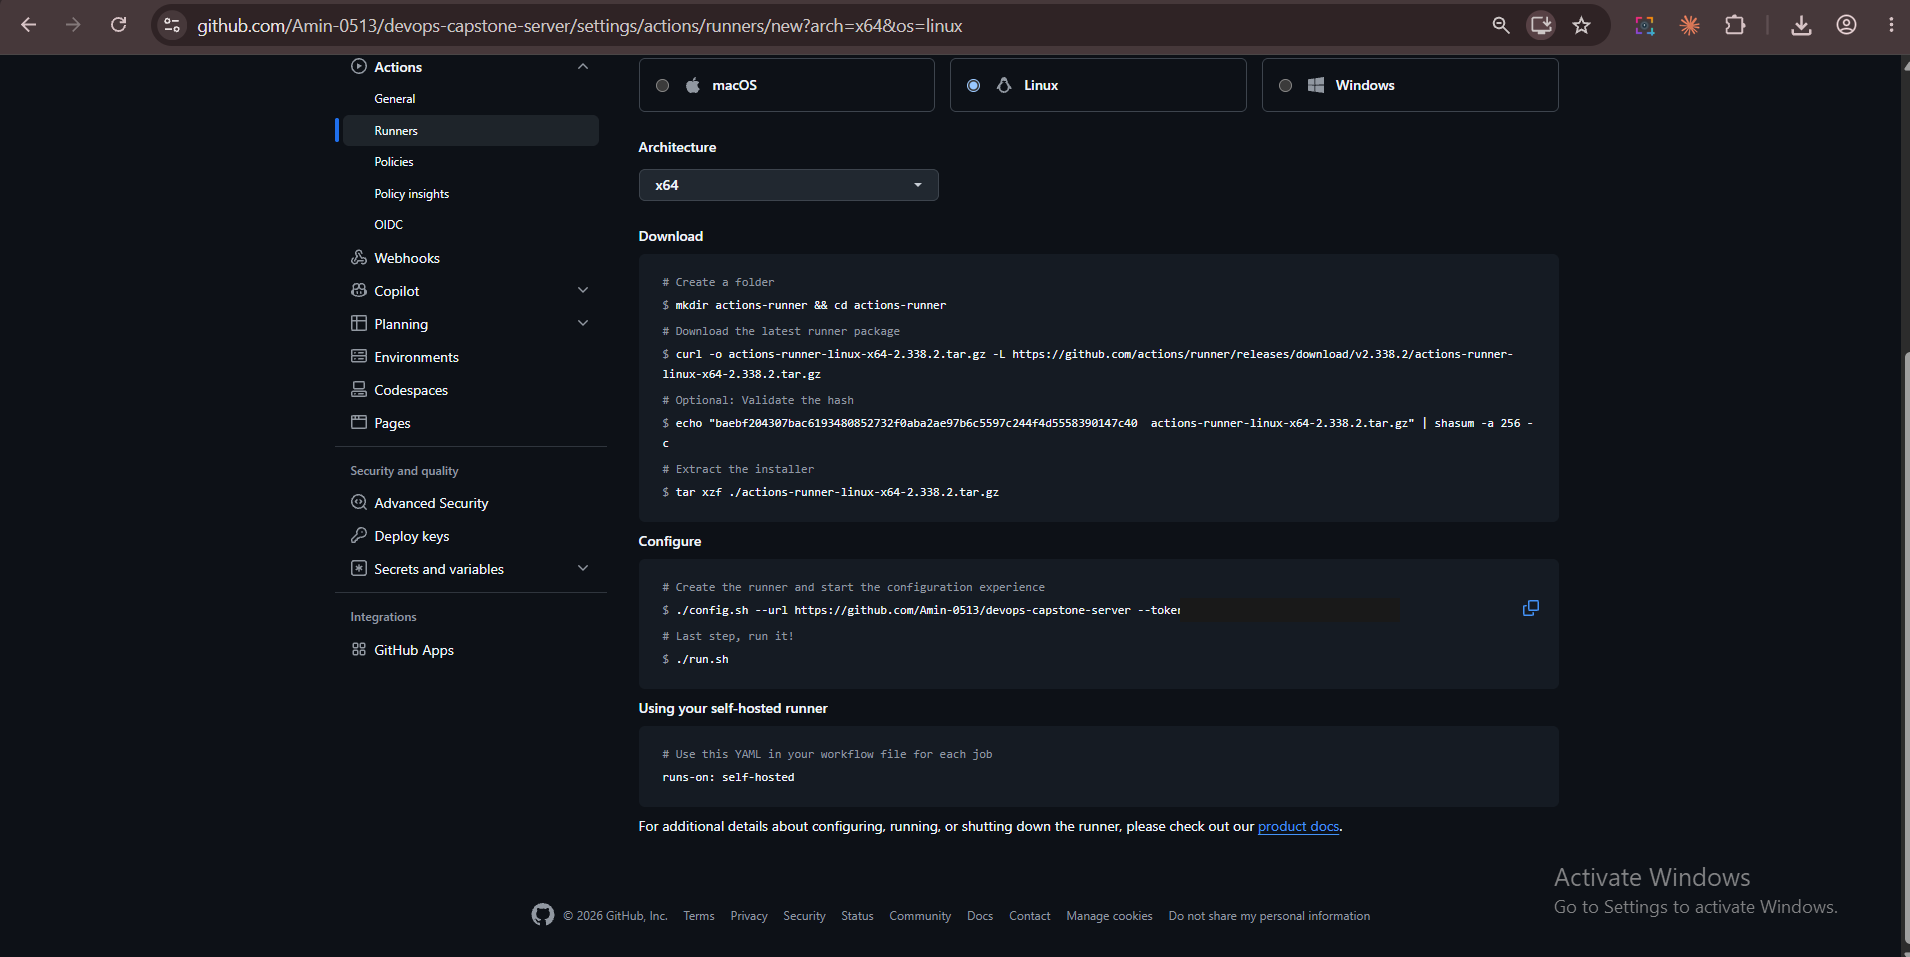 github.com/Amin-0513/devops-capstone-server/settings/actions/runners/new?arch=x64&os=linux
Actions
General
Runners
Policies
Policy insights
OIDC
Webhooks
Copilot
Planning
Environments
Codespaces
Pages
Security and quality
Advanced Security
Deploy keys
Secrets and variables
Integrations
GitHub Apps
macOS
Linux
Windows
Architecture
x64
Download
# Create a folder
$ mkdir actions-runner && cd actions-runner
# Download the latest runner package
$ curl -o actions-runner-linux-x64-2.338.2.tar.gz -L https://github.com/actions/runner/releases/download/v2.338.2/actions-runner-
linux-x64-2.338.2.tar.gz
# Optional: Validate the hash
$ echo "baebf204307bac6193480852732f0aba2ae97b6c5597c244f4d5558390147c40  actions-runner-linux-x64-2.338.2.tar.gz" | shasum -a 256 -
c
# Extract the installer
$ tar xzf ./actions-runner-linux-x64-2.338.2.tar.gz
Configure
# Create the runner and start the configuration experience
$ ./config.sh --url https://github.com/Amin-0513/devops-capstone-server --token
# Last step, run it!
$ ./run.sh
Using your self-hosted runner
# Use this YAML in your workflow file for each job
runs-on: self-hosted
For additional details about configuring, running, or shutting down the runner, please check out our product docs.
Activate Windows
Go to Settings to activate Windows.
© 2026 GitHub, Inc. Terms Privacy Security Status Community Docs Contact Manage cookies Do not share my personal information